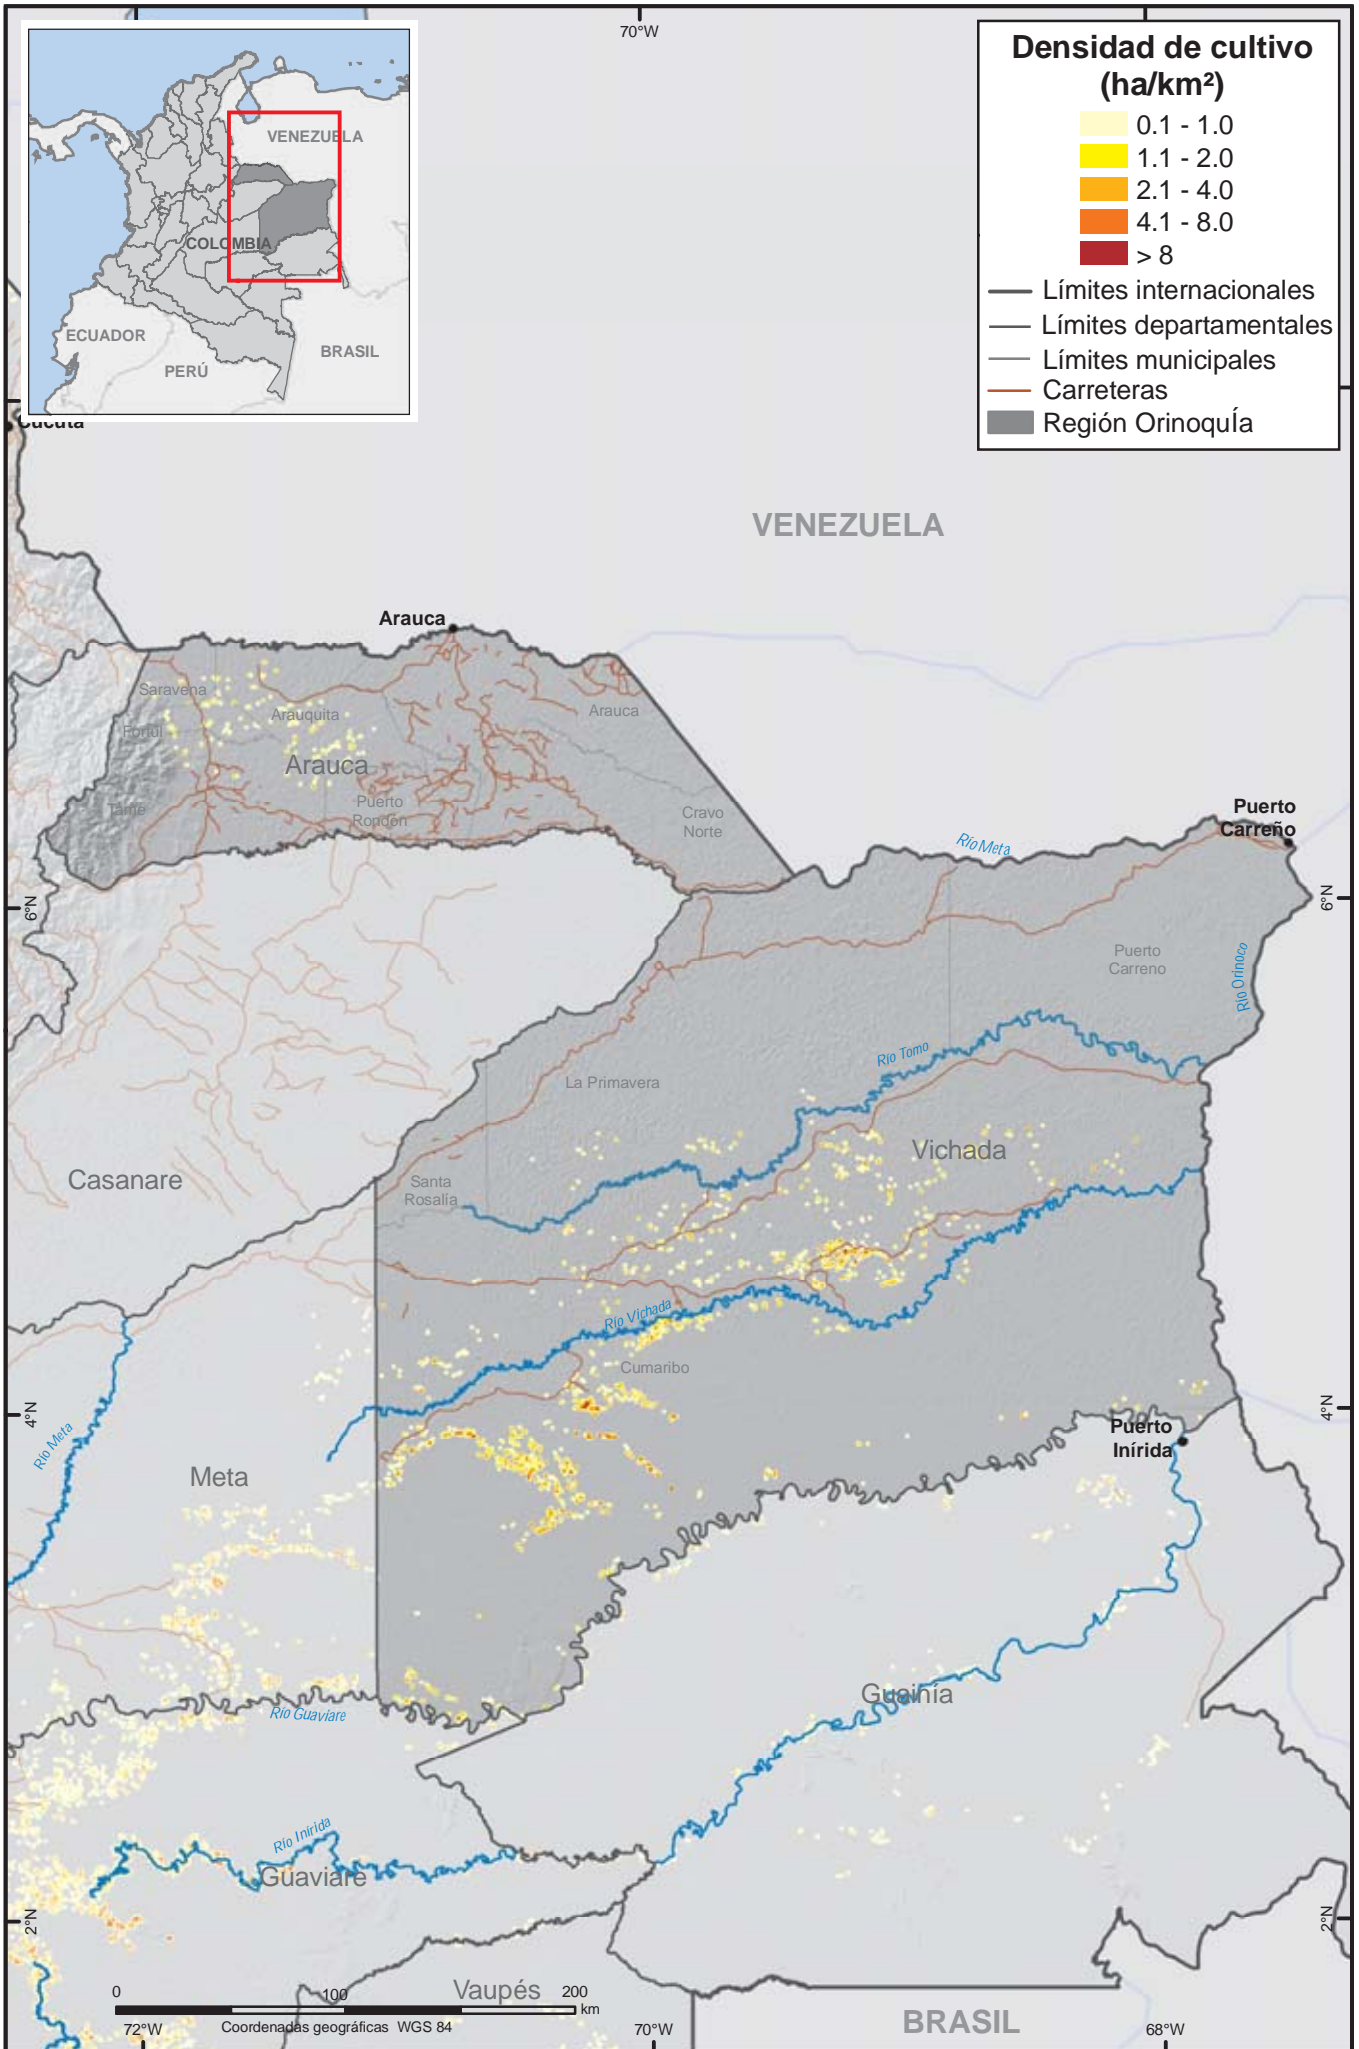 70°W
VENEZUELA
COLOMBIA
ECUADOR
PERÚ
BRASIL
Densidad de cultivo
(ha/km²)
0.1 - 1.0
1.1 - 2.0
2.1 - 4.0
4.1 - 8.0
> 8
Límites internacionales
Límites departamentales
Límites municipales
Carreteras
Región OrinoquÍa
Cúcuta
VENEZUELA
Arauca
Saravena
Arauquita
Arauca
Fortul
Arauca
Tame
Puerto
Rondón
Cravo
Norte
Puerto
Carreño
Río Meta
6°N
6°N
Puerto
Carreno
Río Orinoco
Río Tomo
La Primavera
Vichada
Casanare
Santa
Rosalía
Río Vichada
Cumaribo
4°N
4°N
Río Meta
Puerto
Inírida
Meta
Guainía
Río Guaviare
Río Inírida
Guaviare
2°N
2°N
Vaupés
0
100
200
km
Coordenadas geográficas WGS 84
BRASIL
72°W
70°W
68°W